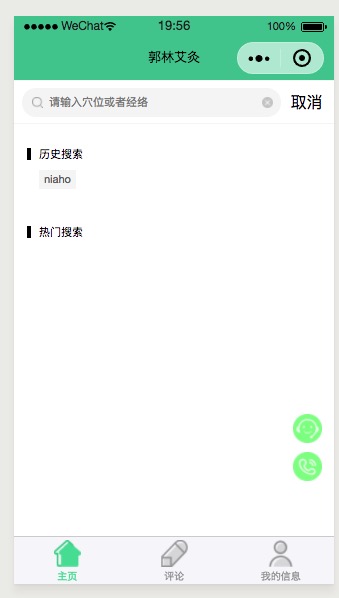 ●●●●● WeChat 19:56 100%
郭林艾灸
请输入穴位或者经络 取消
历史搜索
niaho
热门搜索
主页 评论 我的信息